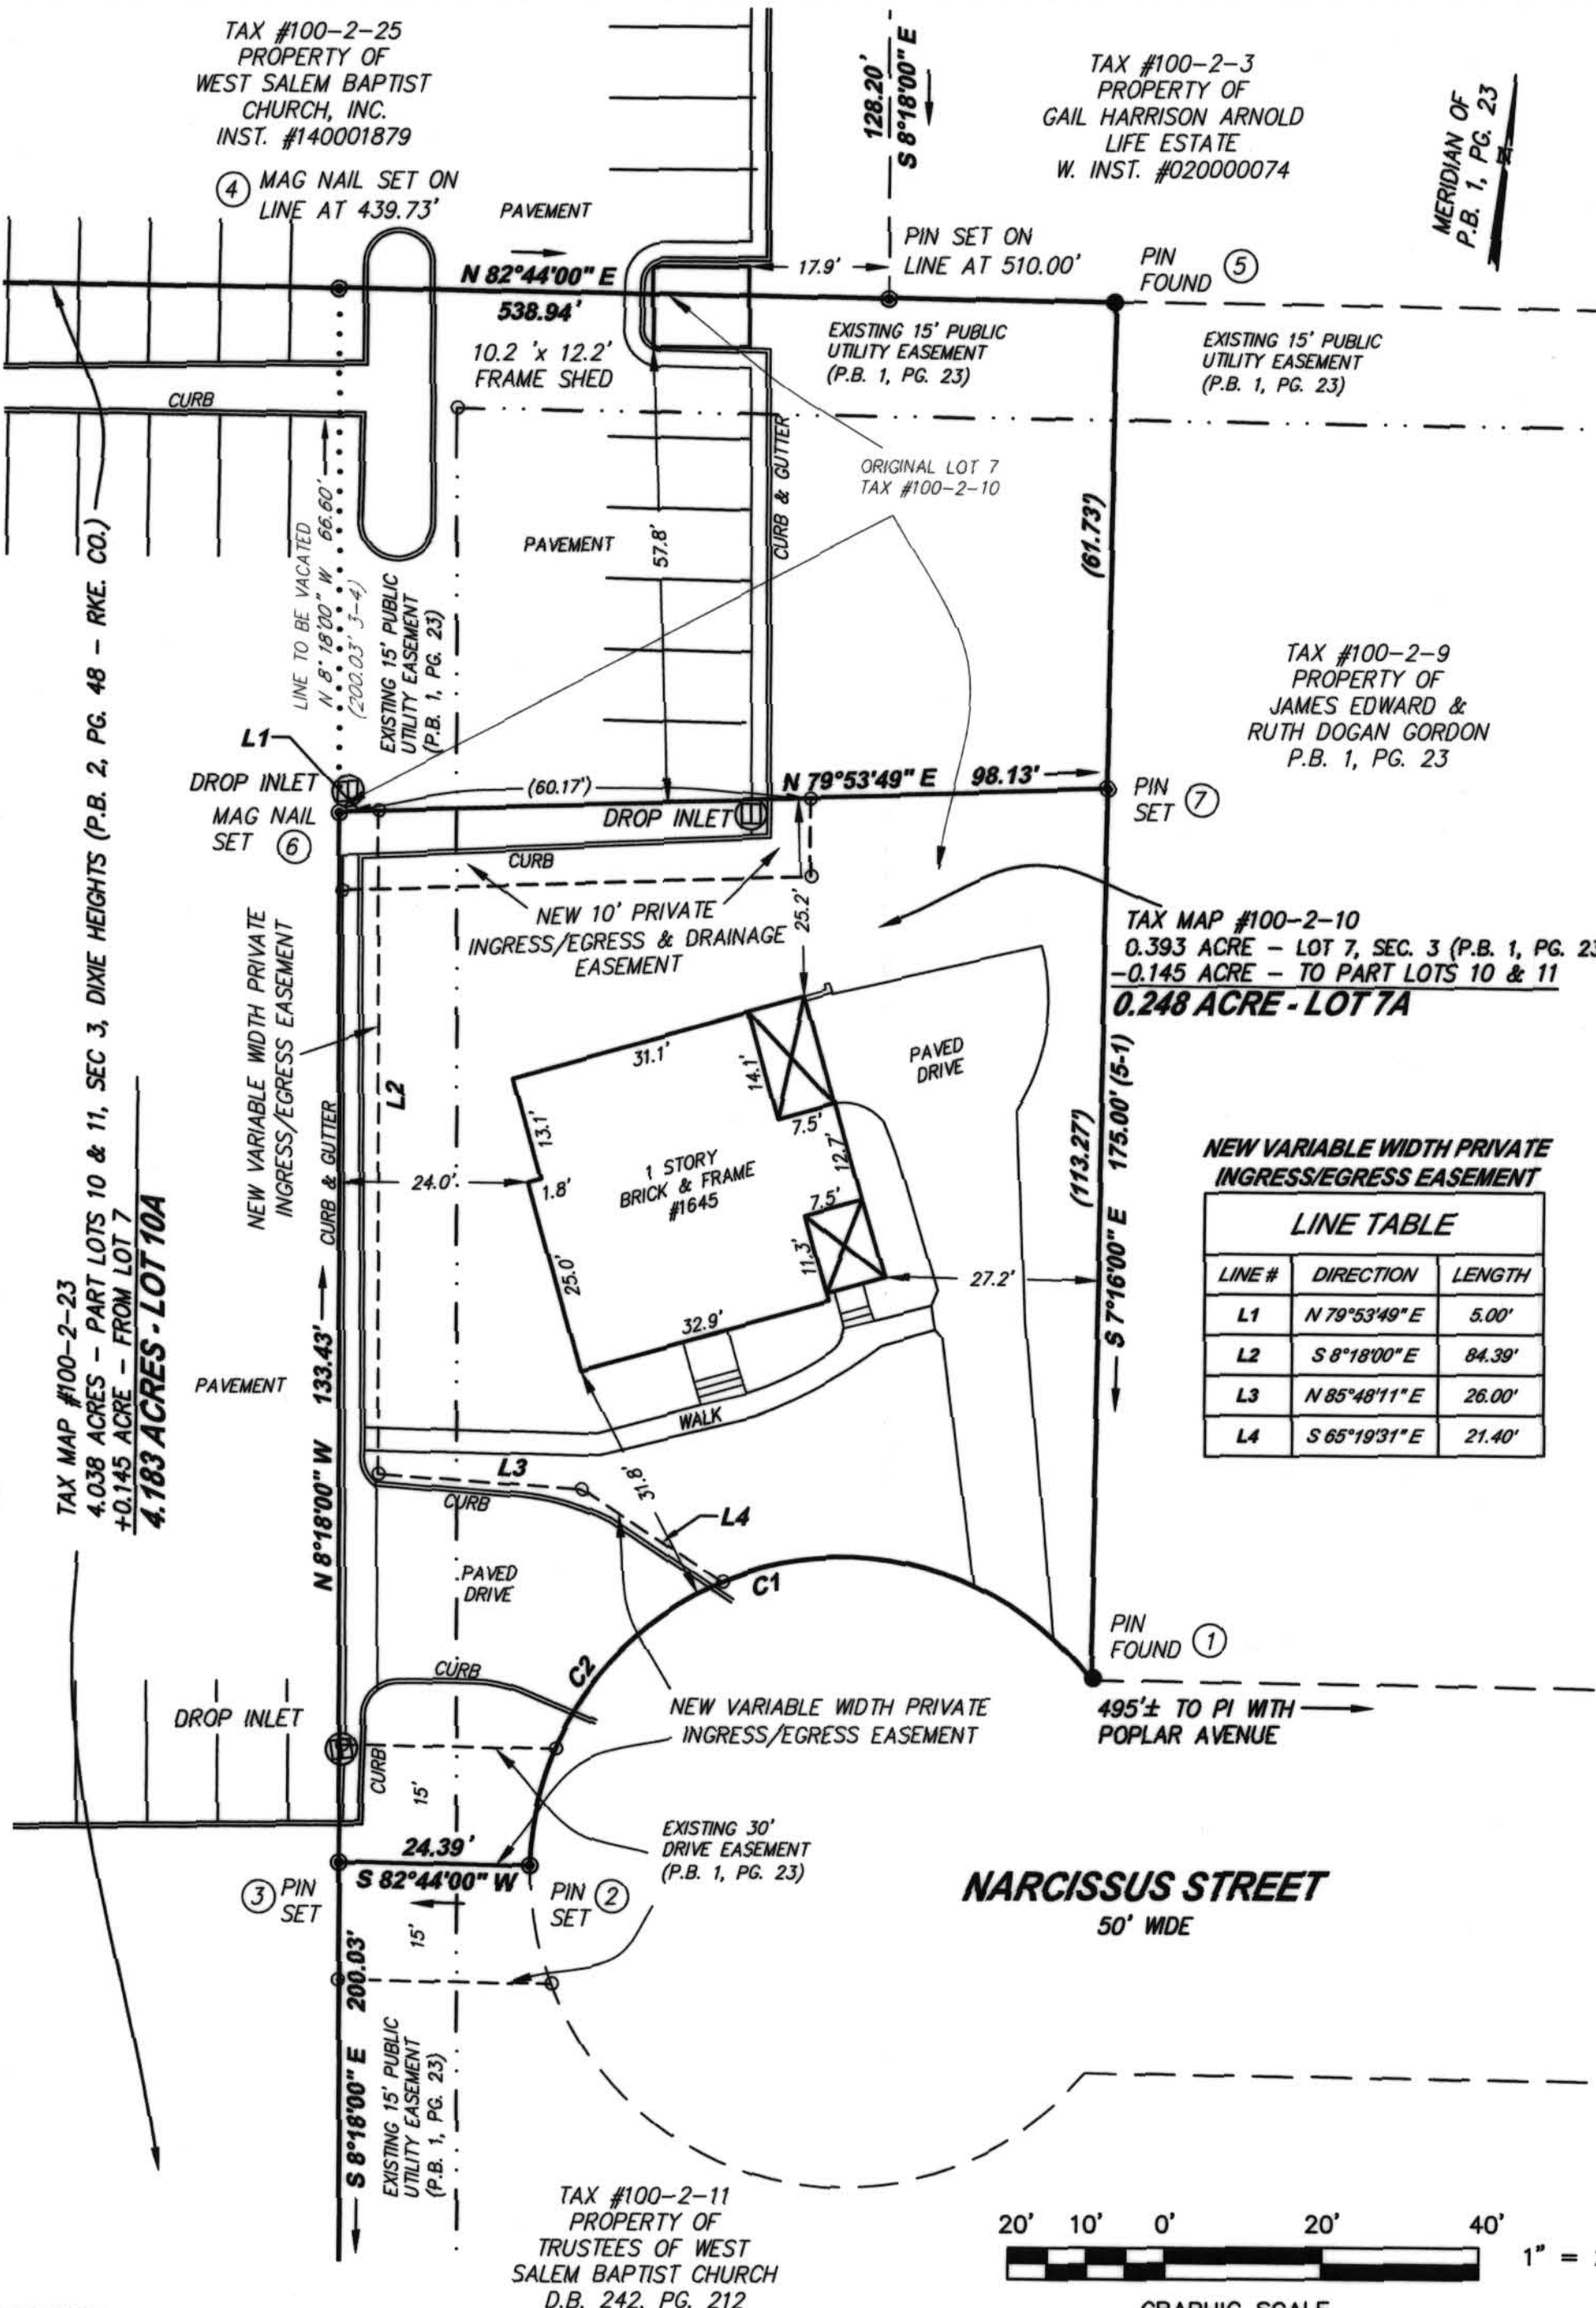 TAX #100-2-25
PROPERTY OF
WEST SALEM BAPTIST
CHURCH, INC.
INST. #140001879
128.20'
S 8°18'00" E
TAX #100-2-3
PROPERTY OF
GAIL HARRISON ARNOLD
LIFE ESTATE
W. INST. #020000074
MERIDIAN OF
P.B. 1, PG. 23
4 MAG NAIL SET ON
LINE AT 439.73'
PAVEMENT
N 82°44'00" E
538.94'
10.2 'x 12.2'
FRAME SHED
17.9'
PIN SET ON
LINE AT 510.00'
PIN
FOUND 5
EXISTING 15' PUBLIC
UTILITY EASEMENT
(P.B. 1, PG. 23)
EXISTING 15' PUBLIC
UTILITY EASEMENT
(P.B. 1, PG. 23)
CURB
ORIGINAL LOT 7
TAX #100-2-10
CURB & GUTTER
(61.73')
PAVEMENT
57.8'
LINE TO BE VACATED
N 8°18'00" W 66.60'
(200.03' 3-4)
EXISTING 15' PUBLIC
UTILITY EASEMENT
(P.B. 1, PG. 23)
TAX #100-2-9
PROPERTY OF
JAMES EDWARD &
RUTH DOGAN GORDON
P.B. 1, PG. 23
L1
DROP INLET
MAG NAIL
SET 6
(60.17')
N 79°53'49" E 98.13'
DROP INLET
PIN
SET 7
CURB
NEW 10' PRIVATE
INGRESS/EGRESS & DRAINAGE
EASEMENT
25.2'
TAX MAP #100-2-10
0.393 ACRE - LOT 7, SEC. 3 (P.B. 1, PG. 23
-0.145 ACRE - TO PART LOTS 10 & 11
0.248 ACRE - LOT 7A
NEW VARIABLE WIDTH PRIVATE
INGRESS/EGRESS EASEMENT
L2
CURB & GUTTER
24.0'
31.1'
14.1'
7.5'
13.1'
1.8'
12.7'
1 STORY
BRICK & FRAME
#1645
7.5'
11.3'
25.0'
32.9'
27.2'
PAVED
DRIVE
(113.27')
S 7°16'00" E 175.00' (5-1)
NEW VARIABLE WIDTH PRIVATE
INGRESS/EGRESS EASEMENT
LINE TABLE
LINE # DIRECTION LENGTH
L1 N 79°53'49" E 5.00'
L2 S 8°18'00" E 84.39'
L3 N 85°48'11" E 26.00'
L4 S 65°19'31" E 21.40'
TAX MAP #100-2-23
4.038 ACRES - PART LOTS 10 & 11, SEC 3, DIXIE HEIGHTS (P.B. 2, PG. 48 - RKE. CO.)
+0.145 ACRE - FROM LOT 7
4.183 ACRES - LOT 10A
PAVEMENT
N 8°18'00" W 133.43'
WALK
L3
CURB
31.8'
L4
C1
PAVED
DRIVE
CURB
C2
PIN
FOUND 1
495'± TO PI WITH
POPLAR AVENUE
DROP INLET
CURB
15'
NEW VARIABLE WIDTH PRIVATE
INGRESS/EGRESS EASEMENT
EXISTING 30'
DRIVE EASEMENT
(P.B. 1, PG. 23)
24.39'
S 82°44'00" W
3 PIN
SET
PIN 2
SET
15'
NARCISSUS STREET
50' WIDE
S 8°18'00" E 200.03'
EXISTING 15' PUBLIC
UTILITY EASEMENT
(P.B. 1, PG. 23)
TAX #100-2-11
PROPERTY OF
TRUSTEES OF WEST
SALEM BAPTIST CHURCH
D.B. 242, PG. 212
20' 10' 0' 20' 40'
1" =
GRAPHIC SCALE